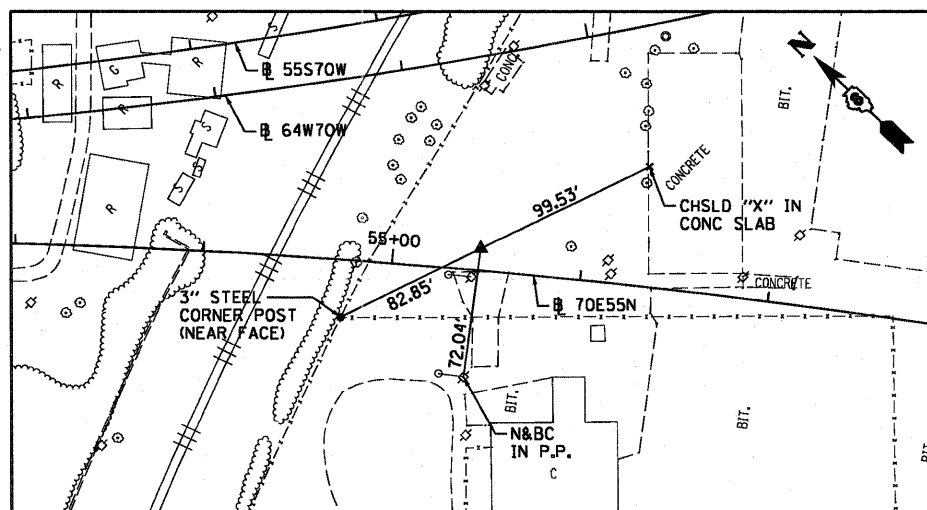 S
R
G
R
R
S
S
R
CONC
BIT.
N
B 55S70W
B 64W70W
CONCRETE
99.53'
CHSLD "X" IN
CONC SLAB
55+00
3" STEEL
CORNER POST
(NEAR FACE)
82.85'
CONCRETE
B 70E55N
72.04'
BIT.
N&BC
IN P.P.
C
BIT.
BIT.